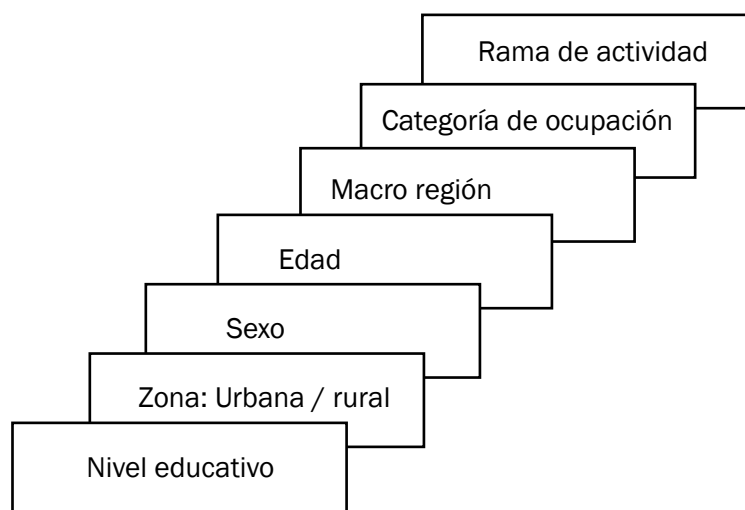 Rama de actividad
Categoría de ocupación
Macro región
Edad
Sexo
Zona: Urbana / rural
Nivel educativo